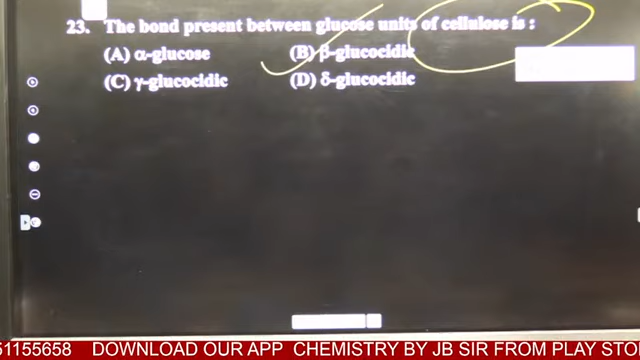 23. The bond present between glucose units of cellulose is :
(A) α-glucose (B) β-glucocidic
(C) γ-glucocidic (D) δ-glucocidic
51155658 DOWNLOAD OUR APP CHEMISTRY BY JB SIR FROM PLAY STO